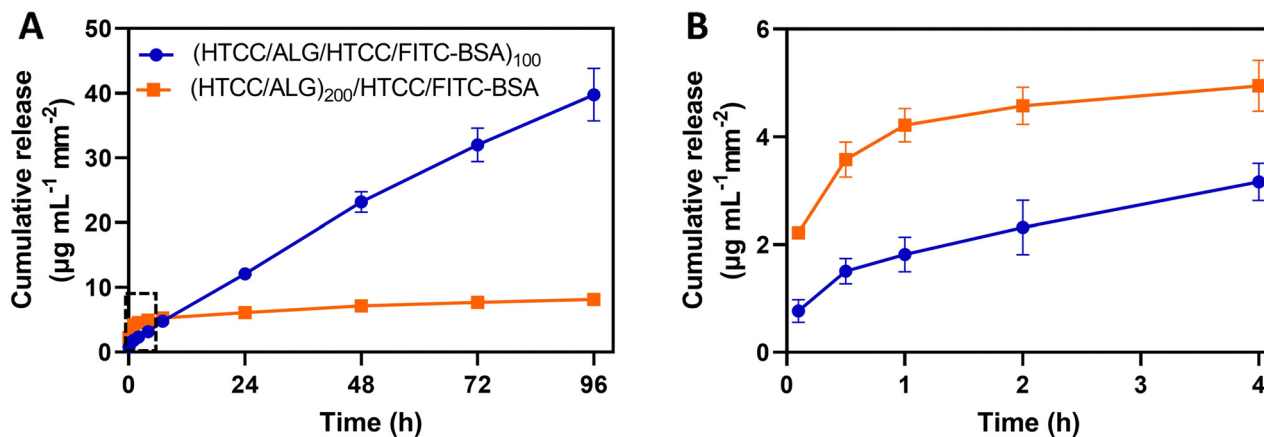 A
(HTCC/ALG/HTCC/FITC-BSA)100
(HTCC/ALG)200/HTCC/FITC-BSA
Cumulative release
(µg mL-1 mm-2)
50
40
30
20
10
0
0 24 48 72 96
Time (h)
B
Cumulative release
(µg mL-1mm-2)
6
4
2
0
0 1 2 3 4
Time (h)